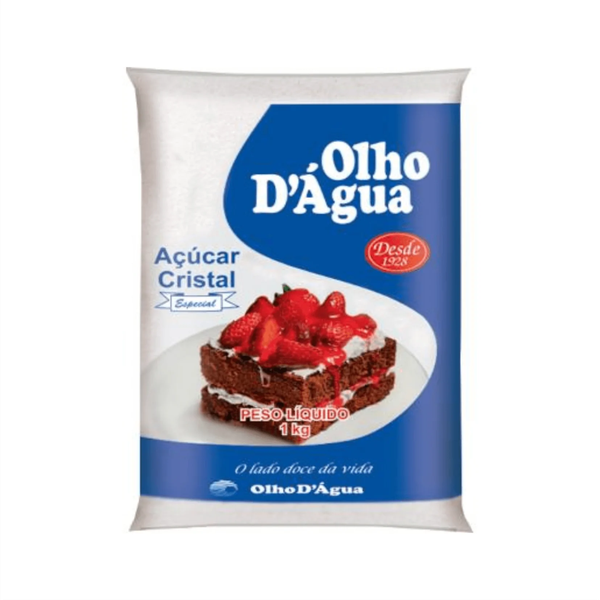 Olho
D'Água
Desde
1928
Açúcar
Cristal
Especial
PESO LÍQUIDO
1 kg
O lado doce da vida
Olho D'Água